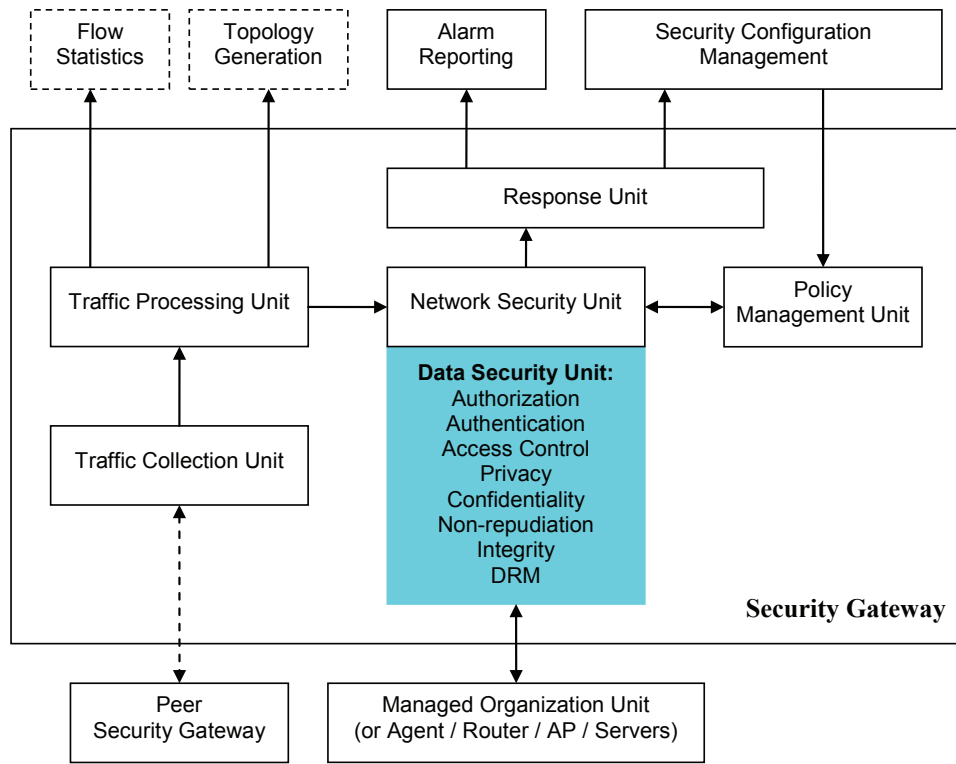 Flow
Statistics
Topology
Generation
Alarm
Reporting
Security Configuration
Management
Response Unit
Traffic Processing Unit
Network Security Unit
Policy
Management Unit
Data Security Unit:
Authorization
Authentication
Access Control
Privacy
Confidentiality
Non-repudiation
Integrity
DRM
Traffic Collection Unit
Security Gateway
Peer
Security Gateway
Managed Organization Unit
(or Agent / Router / AP / Servers)